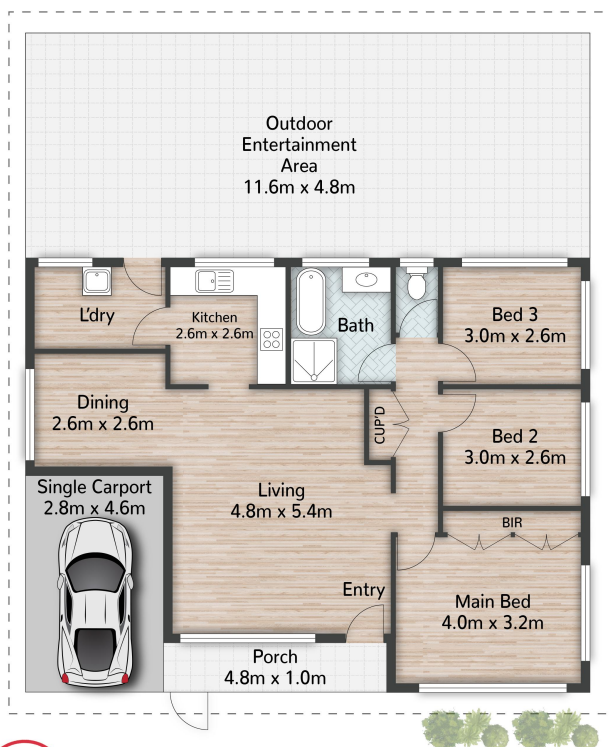 Outdoor
Entertainment
Area
11.6m x 4.8m
L'dry
Kitchen
2.6m x 2.6m
Bath
Bed 3
3.0m x 2.6m
Dining
2.6m x 2.6m
CUP'D
Bed 2
3.0m x 2.6m
Single Carport
2.8m x 4.6m
Living
4.8m x 5.4m
BIR
Entry
Main Bed
4.0m x 3.2m
Porch
4.8m x 1.0m